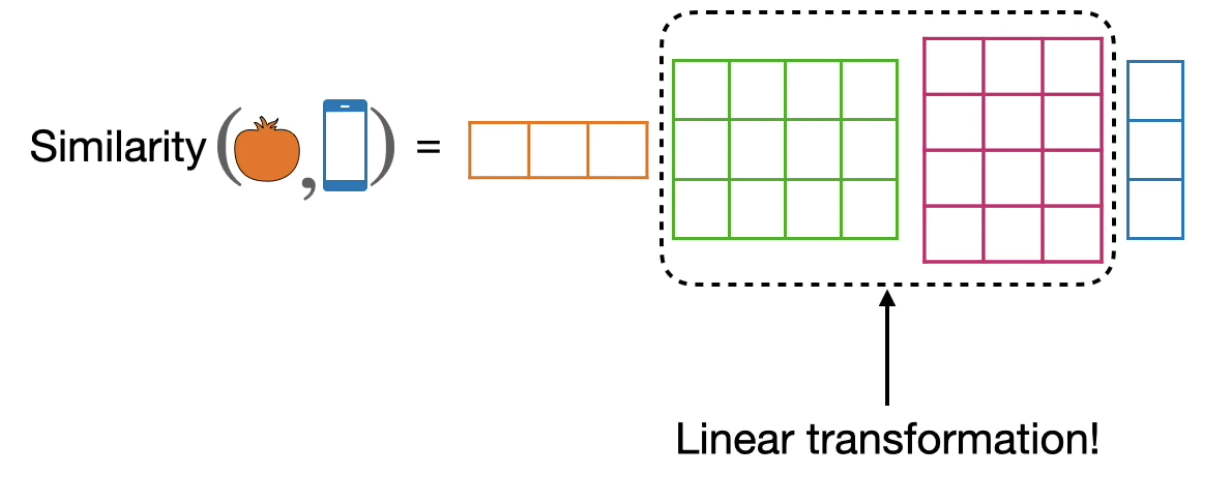 Similarity ( , ) =
Linear transformation!